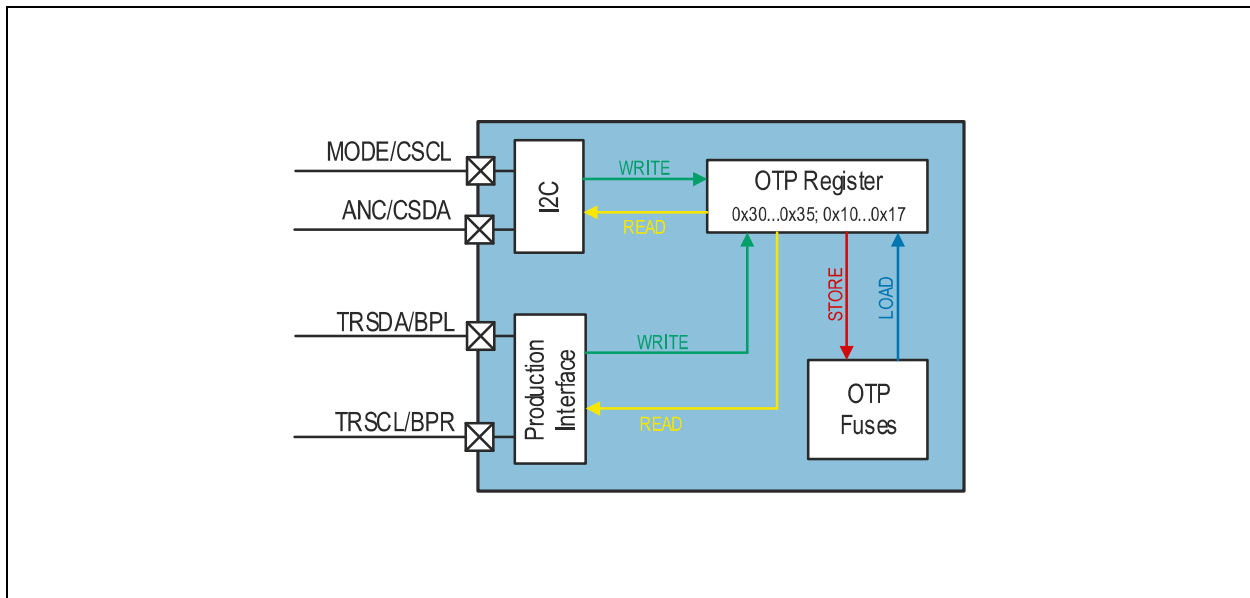 MODE/CSCL
ANC/CSDA
I2C
WRITE
READ
OTP Register
0x30...0x35; 0x10...0x17
TRSDA/BPL
TRSCL/BPR
Production
Interface
WRITE
READ
STORE
LOAD
OTP
Fuses